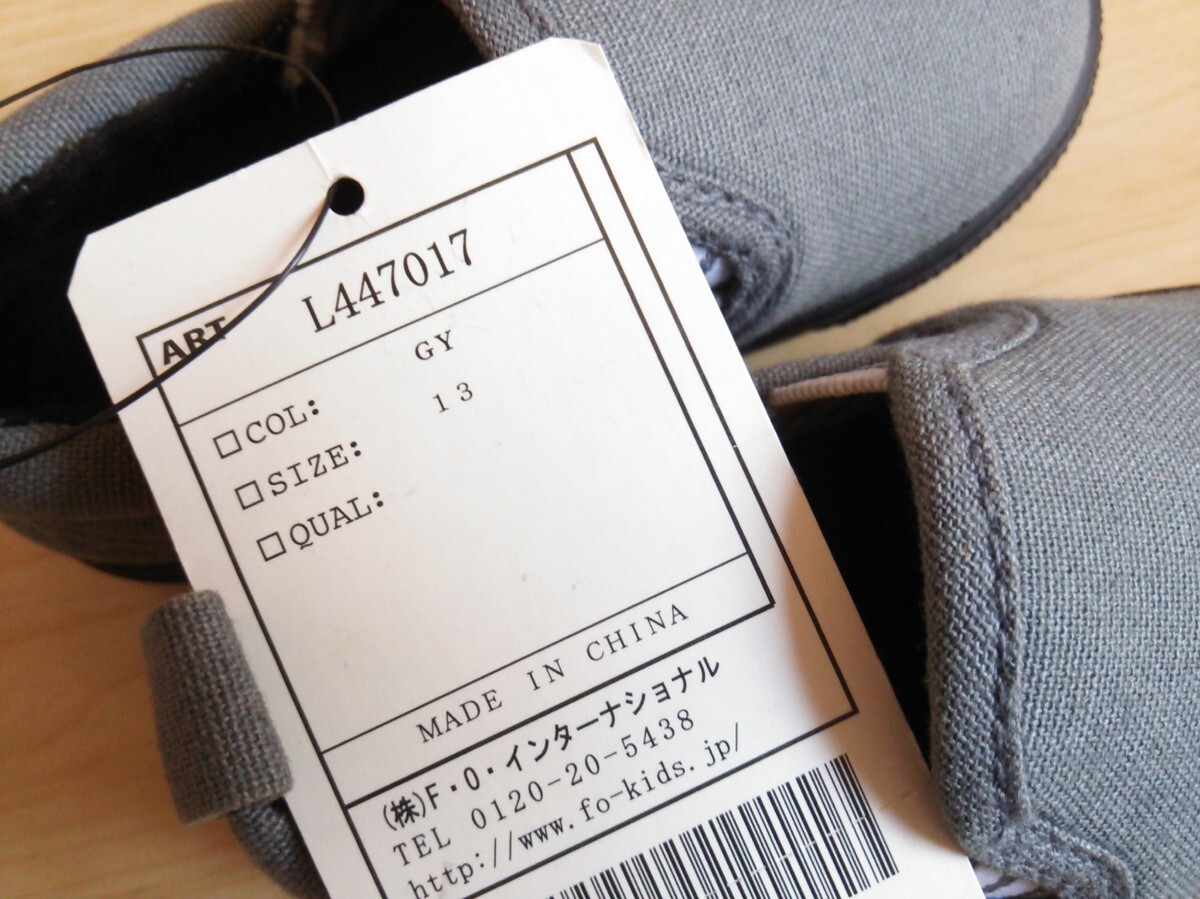 ART L447017
□COL: GY
□SIZE: 13
□QUAL:
MADE IN CHINA
(株)F・O・インターナショナル
TEL 0120-20-5438
http://www.fo-kids.jp/